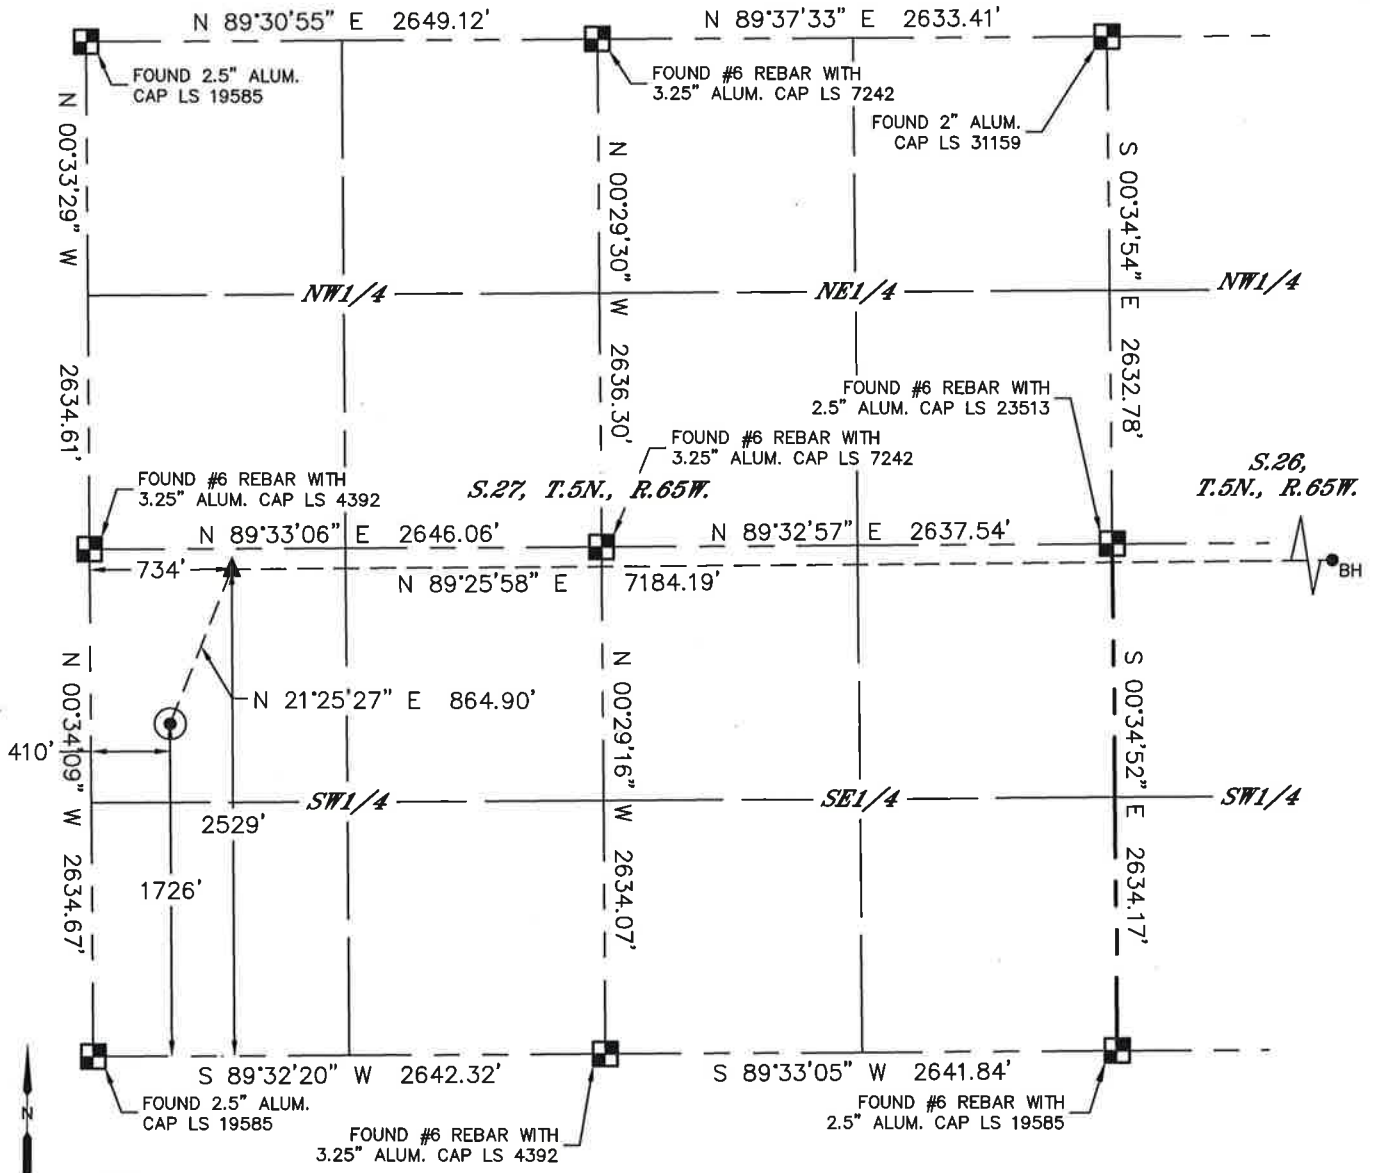 N 89°30'55" E 2649.12'
N 89°37'33" E 2633.41'
FOUND 2.5" ALUM.
CAP LS 19585
FOUND #6 REBAR WITH
3.25" ALUM. CAP LS 7242
FOUND 2" ALUM.
CAP LS 31159
N 00°33'29" W 2634.61'
N 00°29'30" W 2636.30'
S 00°34'54" E 2632.78'
NW1/4
NE1/4
NW1/4
FOUND #6 REBAR WITH
2.5" ALUM. CAP LS 23513
FOUND #6 REBAR WITH
3.25" ALUM. CAP LS 7242
FOUND #6 REBAR WITH
3.25" ALUM. CAP LS 4392
S.27, T.5N., R.65W.
S.26,
T.5N., R.65W.
N 89°33'06" E 2646.06'
N 89°32'57" E 2637.54'
734'
N 89°25'58" E 7184.19'
BH
N 00°34'09" W 2634.67'
N 21°25'27" E 864.90'
N 00°29'16" W 2634.07'
S 00°34'52" E 2634.17'
410'
SW1/4
SE1/4
SW1/4
2529'
1726'
S 89°32'20" W 2642.32'
S 89°33'05" W 2641.84'
N
FOUND 2.5" ALUM.
CAP LS 19585
FOUND #6 REBAR WITH
3.25" ALUM. CAP LS 4392
FOUND #6 REBAR WITH
2.5" ALUM. CAP LS 19585